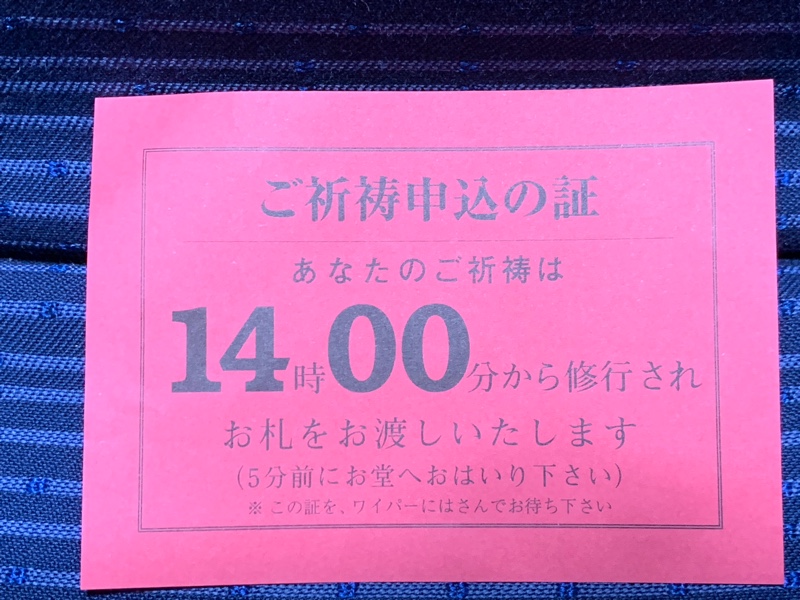 ご祈祷申込の証
あなたのご祈祷は
14時00分から修行され
お札をお渡しいたします
(5分前にお堂へおはいり下さい)
※ この証を、ワイパーにはさんでお待ち下さい